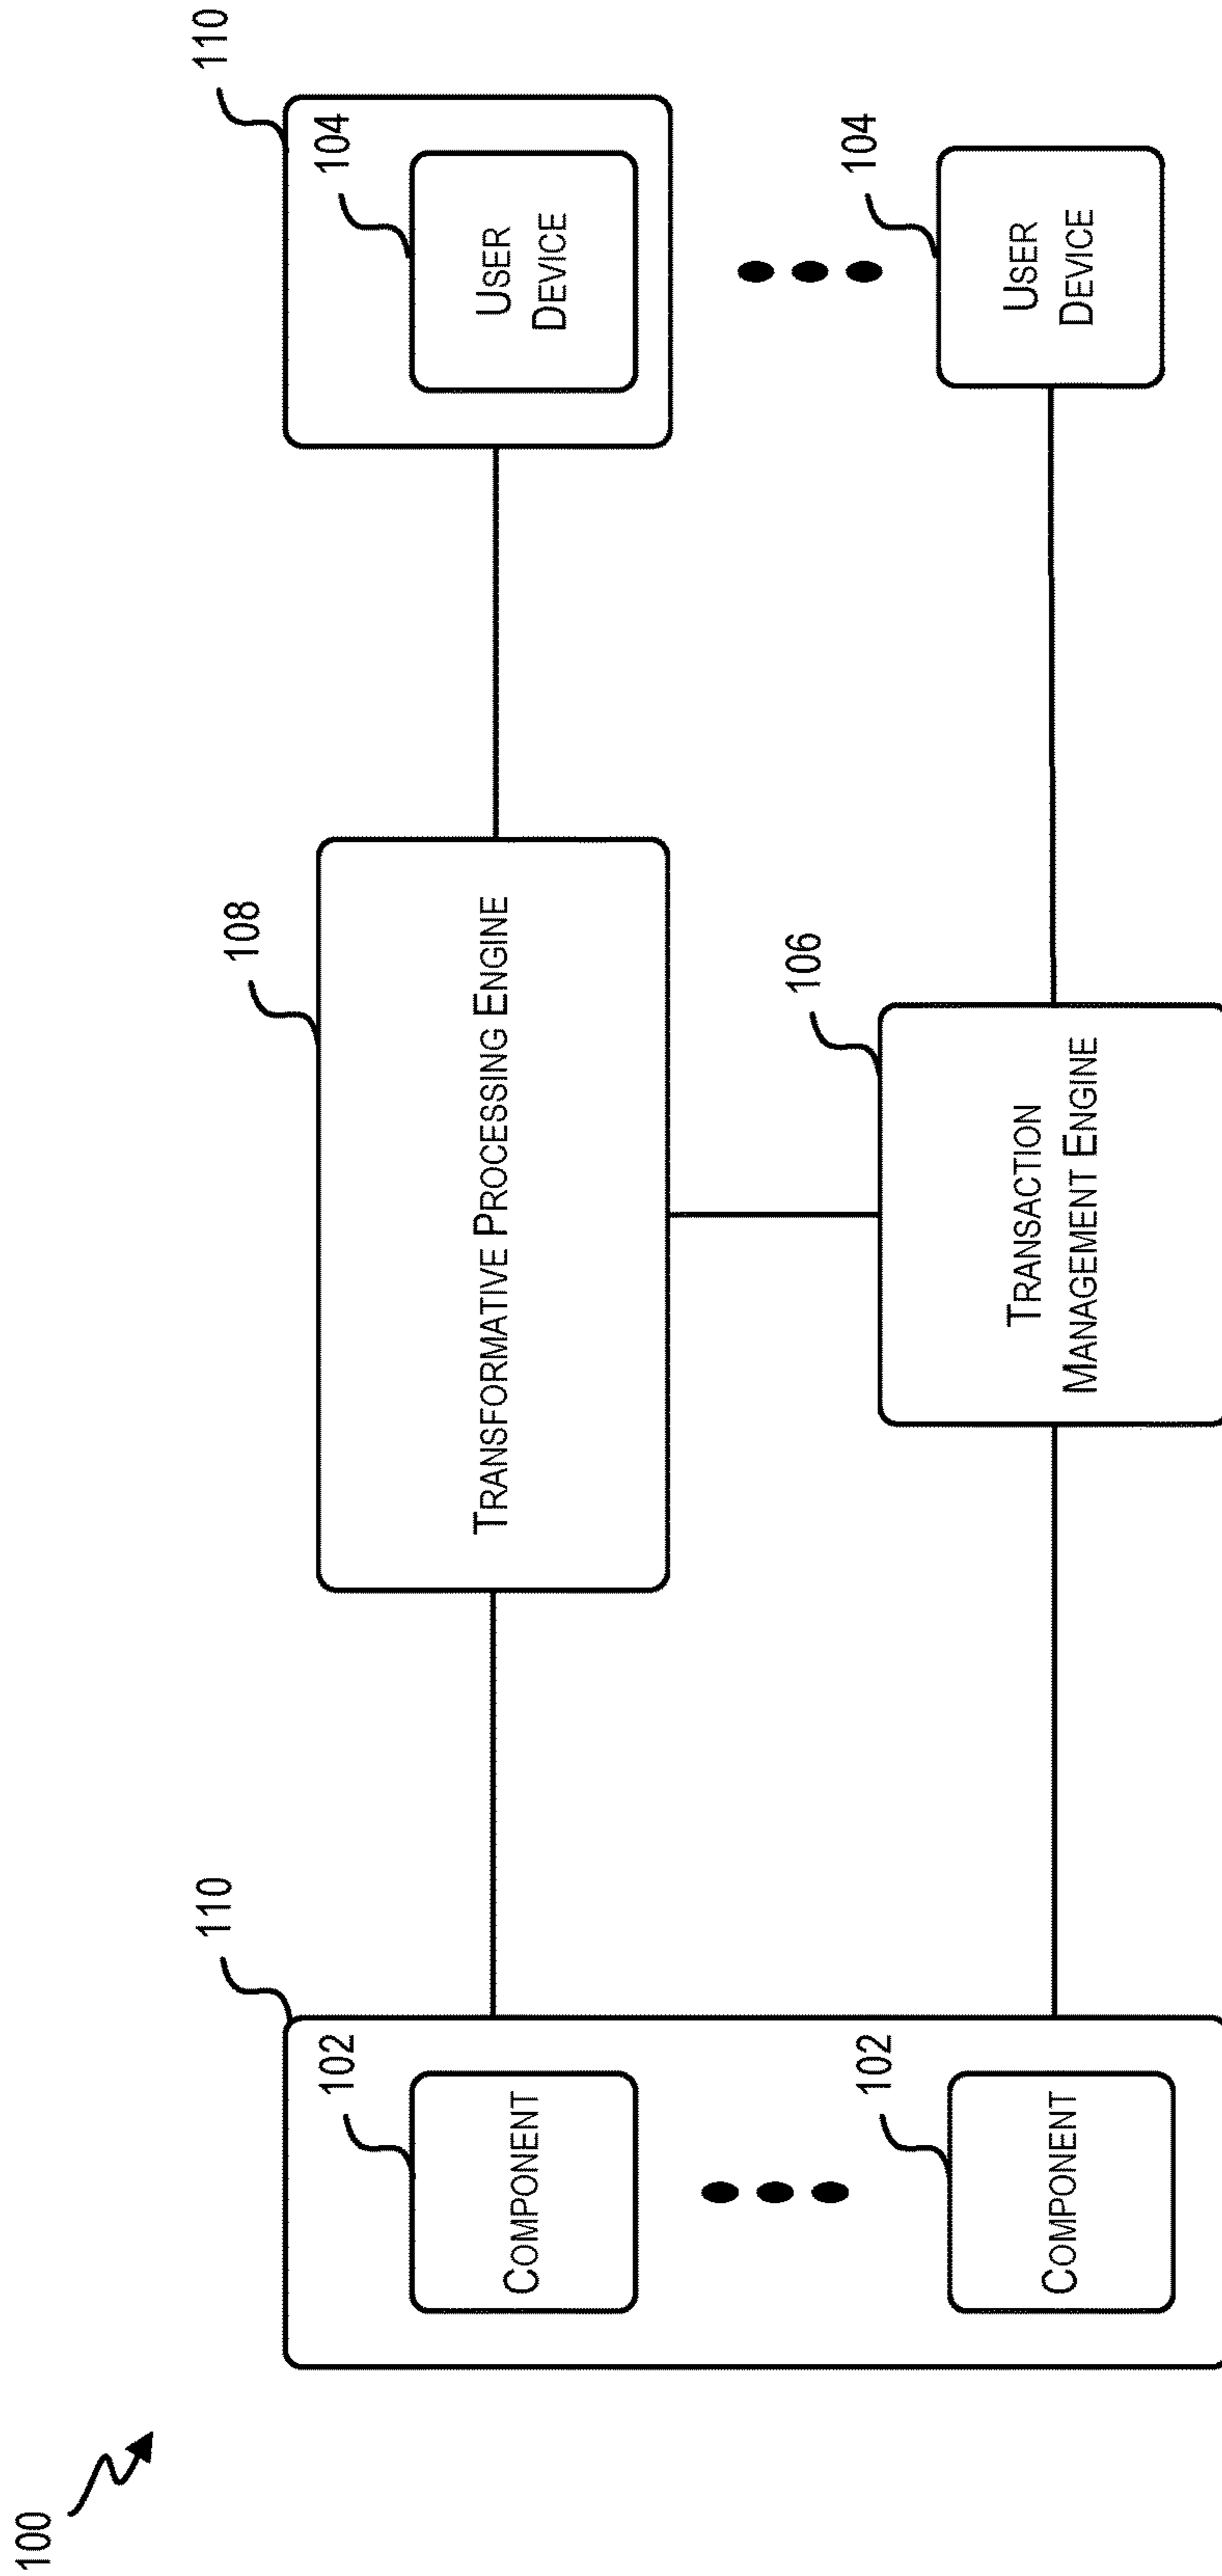 100
110
102
COMPONENT
102
COMPONENT
108
TRANSFORMATIVE PROCESSING ENGINE
106
TRANSACTION
MANAGEMENT ENGINE
110
104
USER
DEVICE
104
USER
DEVICE